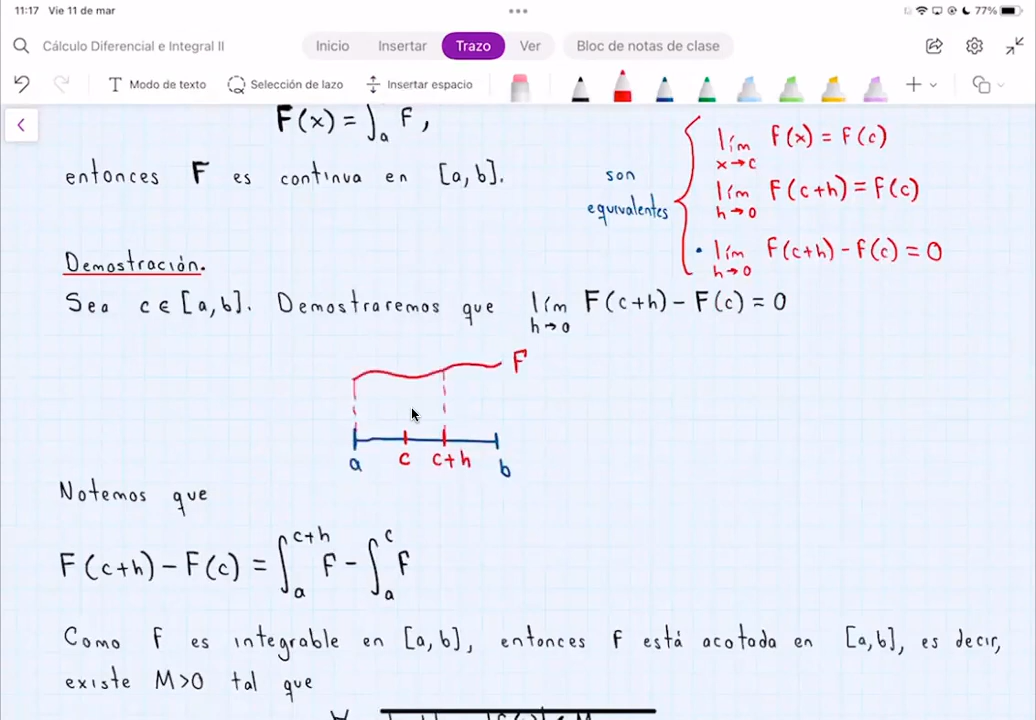 11:17 Vie 11 de mar
77%
Cálculo Diferencial e Integral II
Inicio Insertar Trazo Ver Bloc de notas de clase
Modo de texto Selección de lazo Insertar espacio
F(x) = ∫ₐ f,
entonces F es continua en [a,b].
son equivalentes
lím x→c F(x) = F(c)
lím h→0 F(c+h) = F(c)
• lím h→0 F(c+h) - F(c) = 0
Demostración.
Sea c ∈ [a,b]. Demostraremos que lím h→0 F(c+h) - F(c) = 0
f
a c c+h b
Notemos que
F(c+h) - F(c) = ∫ₐ^{c+h} f - ∫ₐ^{c} f
Como f es integrable en [a,b], entonces f está acotada en [a,b], es decir,
existe M>0 tal que